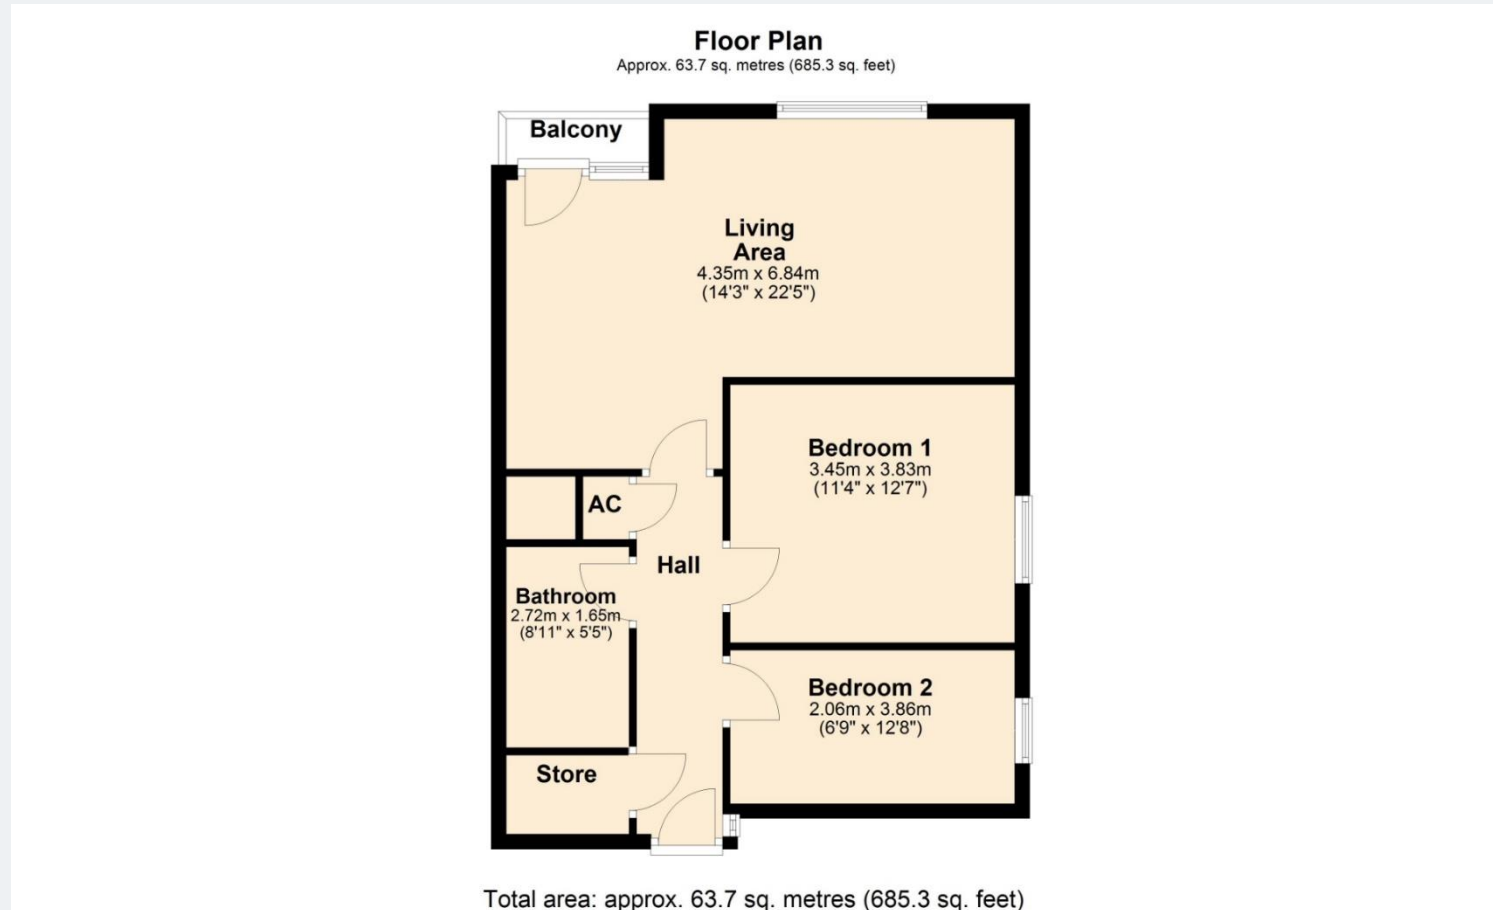 Floor Plan
Approx. 63.7 sq. metres (685.3 sq. feet)
Balcony
Living
Area
4.35m x 6.84m
(14'3" x 22'5")
Bedroom 1
3.45m x 3.83m
(11'4" x 12'7")
AC
Hall
Bathroom
2.72m x 1.65m
(8'11" x 5'5")
Bedroom 2
2.06m x 3.86m
(6'9" x 12'8")
Store
Total area: approx. 63.7 sq. metres (685.3 sq. feet)